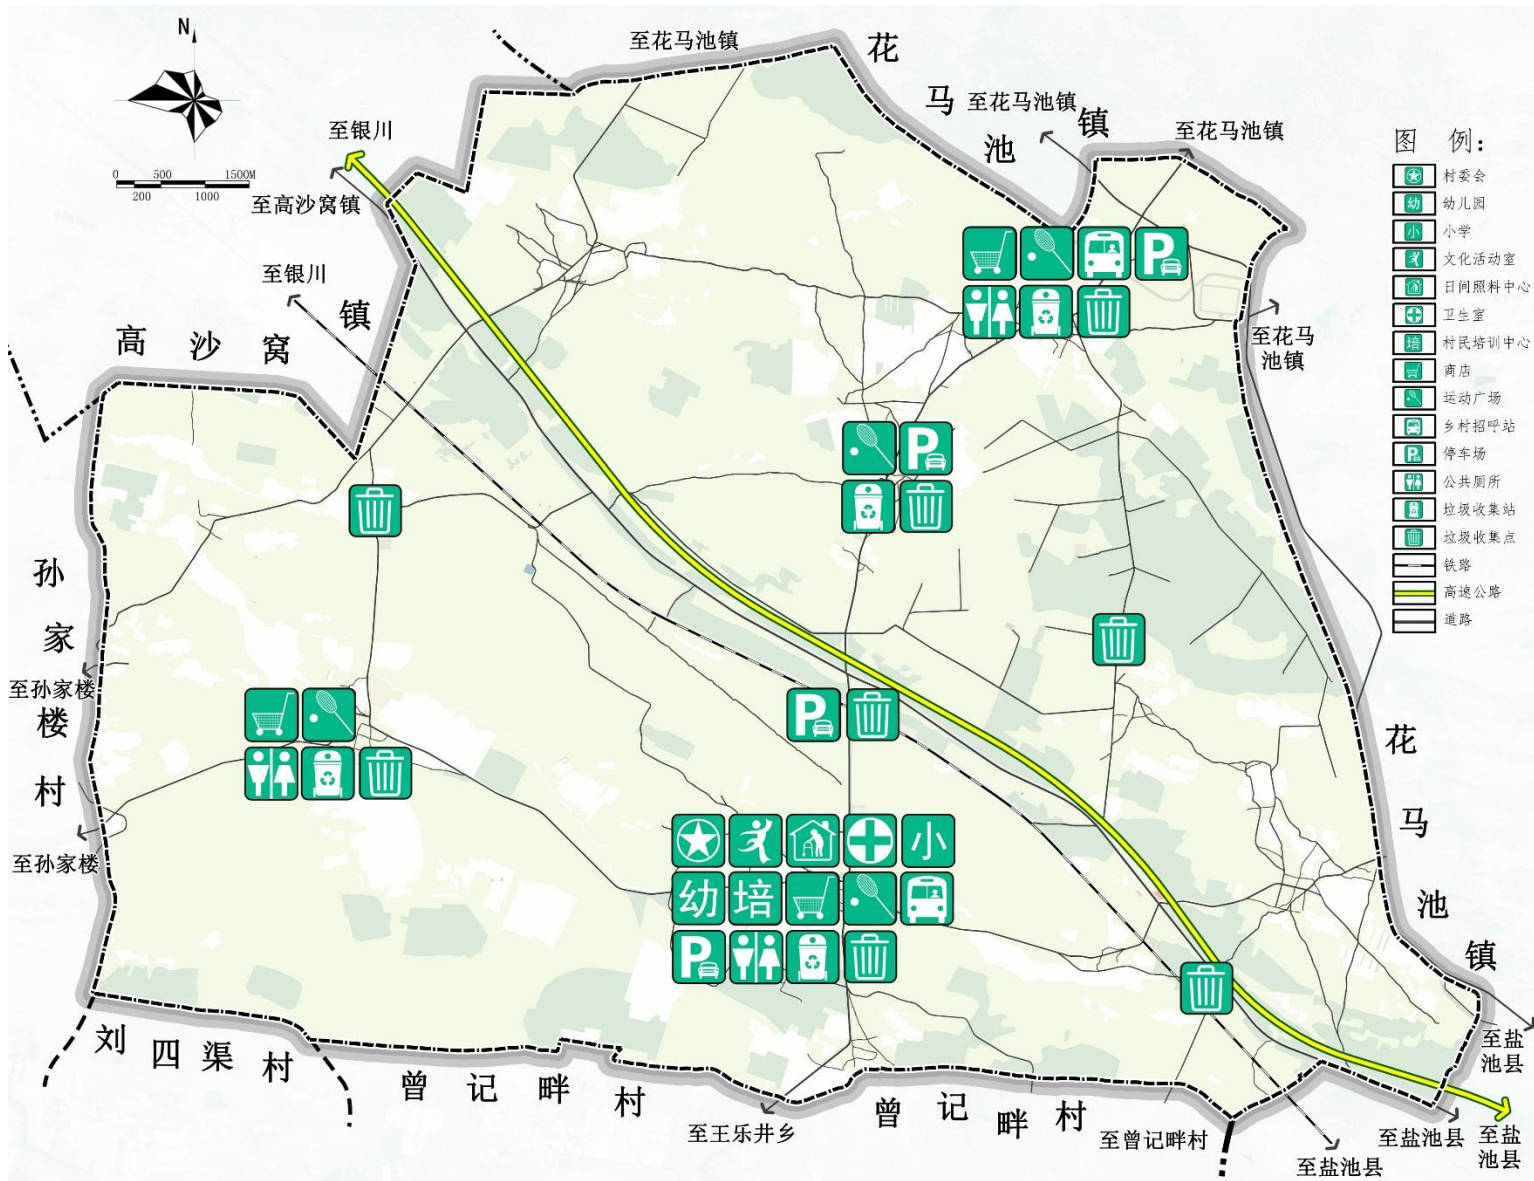 N
至花马池镇
花
马
池
镇
至花马池镇
至花马池镇
至银川
至高沙窝镇
0 500 1500M
200 1000
图 例:
村委会
幼 幼儿园
小 小学
文化活动室
日间照料中心
卫生室
培 村民培训中心
商店
运动广场
乡村招呼站
P 停车场
公共厕所
垃圾收集站
垃圾收集点
铁路
高速公路
道路
至银川
高 沙 窝 镇
P
至花马
池镇
P
孙
家
楼
村
至孙家楼
至孙家楼
P
小
幼 培
P
花
马
池
镇
刘 四 渠 村
曾 记 畔 村
曾 记 畔 村
至王乐井乡
至曾记畔村
至盐池县
至盐池县
至盐
池县
至盐
池县